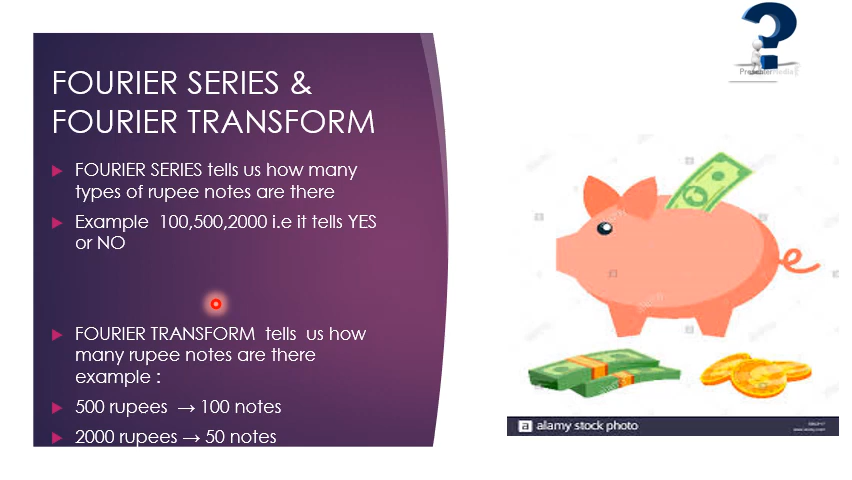 FOURIER SERIES &
FOURIER TRANSFORM
FOURIER SERIES tells us how many
types of rupee notes are there
Example 100,500,2000 i.e it tells YES
or NO
FOURIER TRANSFORM tells us how
many rupee notes are there
example :
500 rupees → 100 notes
2000 rupees → 50 notes
PresenterMedia
a alamy stock photo